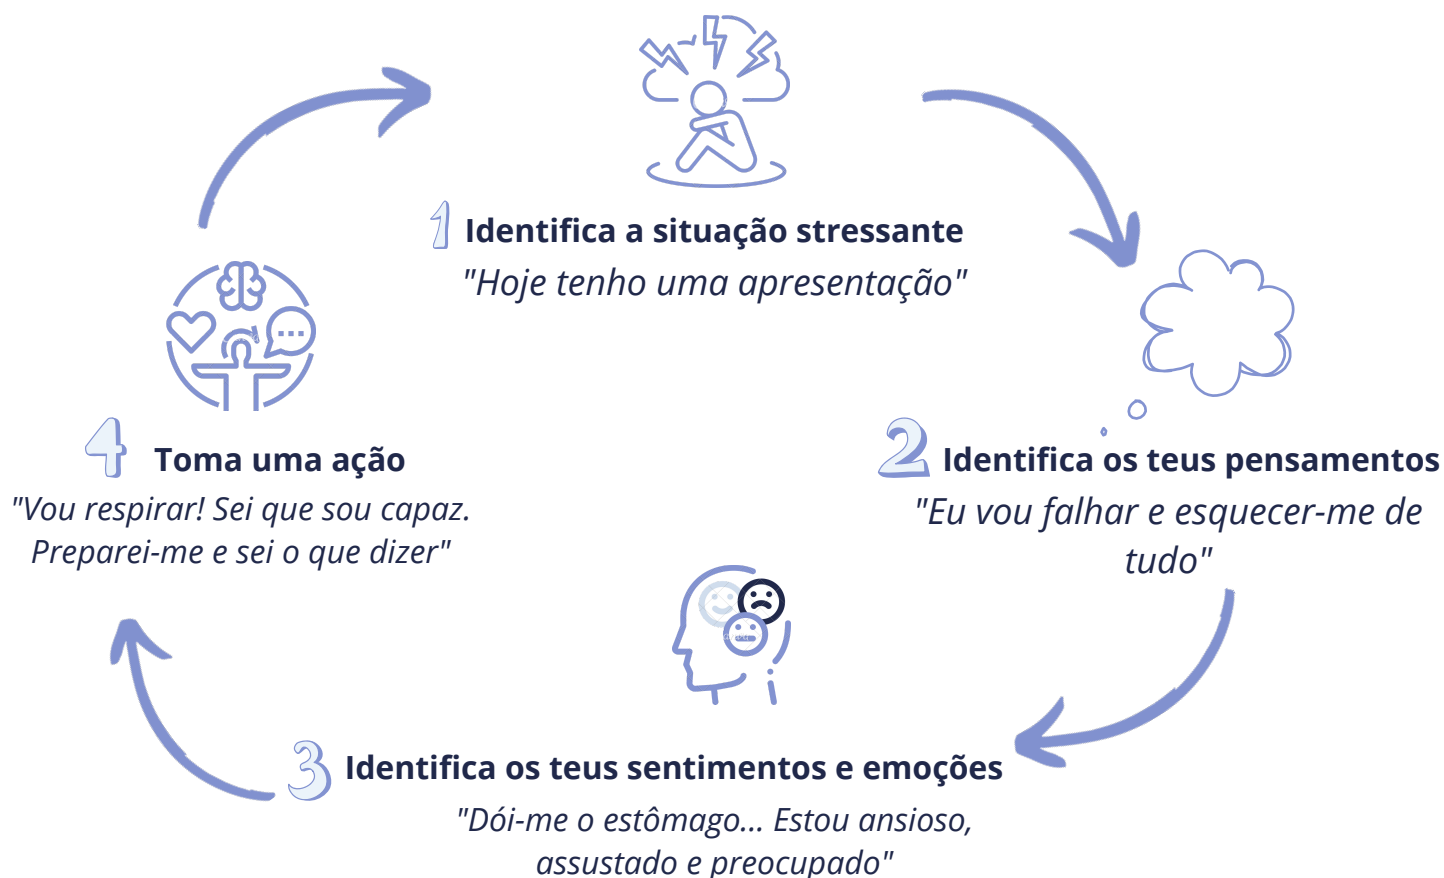 1 Identifica a situação stressante
"Hoje tenho uma apresentação"
2 Identifica os teus pensamentos
"Eu vou falhar e esquecer-me de
tudo"
3 Identifica os teus sentimentos e emoções
"Dói-me o estômago... Estou ansioso,
assustado e preocupado"
4 Toma uma ação
"Vou respirar! Sei que sou capaz.
Preparei-me e sei o que dizer"